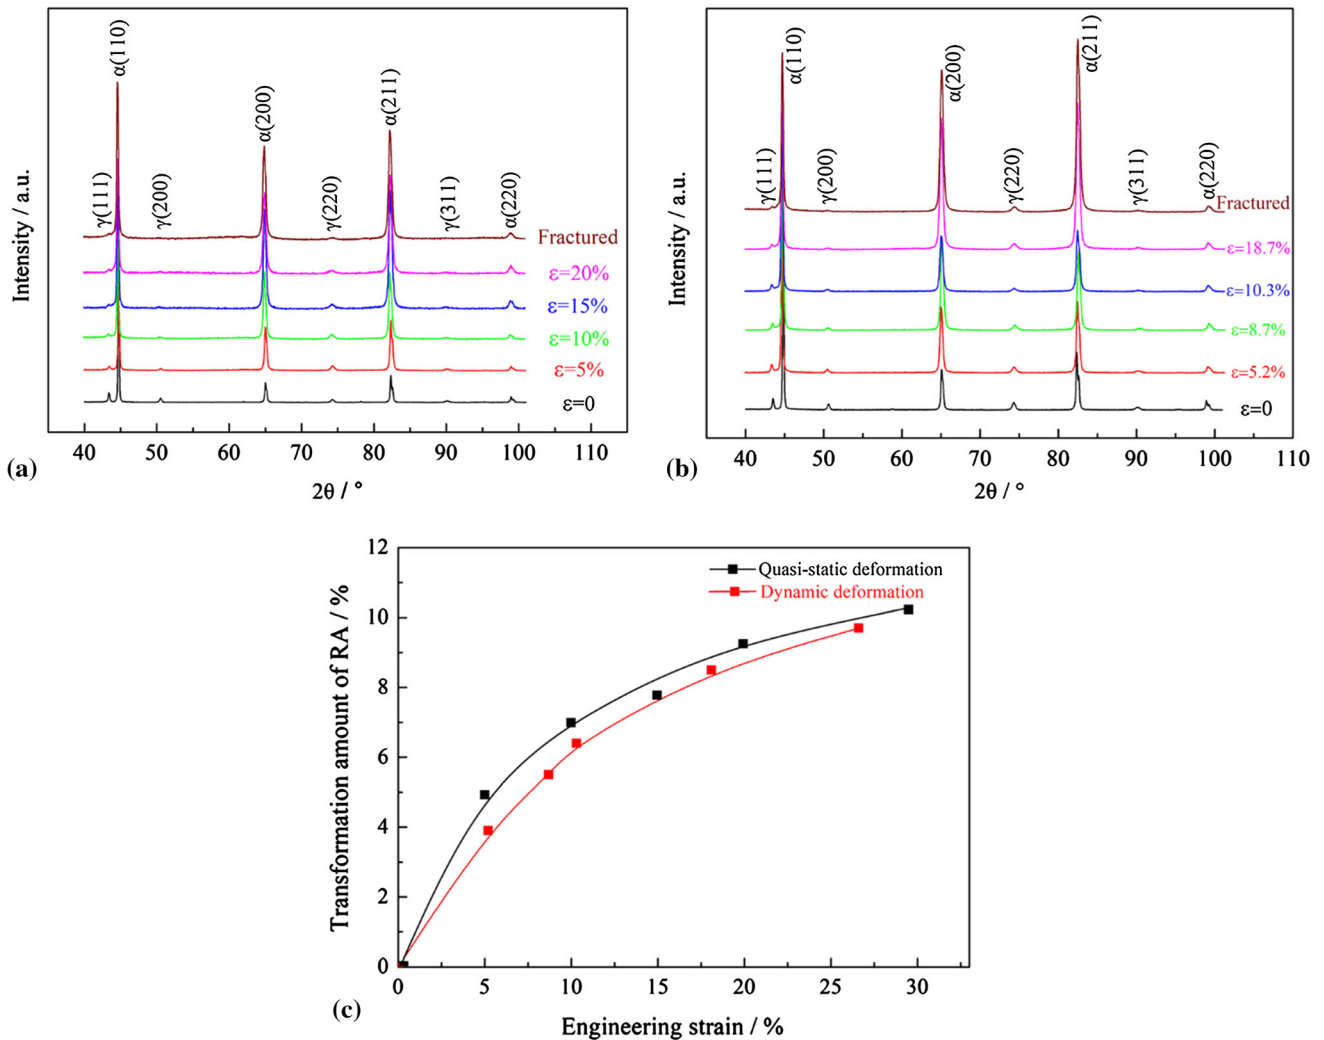 α(110)
α(200)
α(211)
γ(111)
γ(200)
γ(220)
γ(311)
α(220)
Fractured
ε=20%
ε=15%
ε=10%
ε=5%
ε=0
Intensity / a.u.
40 50 60 70 80 90 100 110
(a)
2θ / °
α(110)
α(200)
α(211)
γ(111)
γ(200)
γ(220)
γ(311)
α(220)
Fractured
ε=18.7%
ε=10.3%
ε=8.7%
ε=5.2%
ε=0
Intensity / a.u.
40 50 60 70 80 90 100 110
(b)
2θ / °
12
10
8
6
4
2
0
Transformation amount of RA / %
Quasi-static deformation
Dynamic deformation
0 5 10 15 20 25 30
(c)
Engineering strain / %